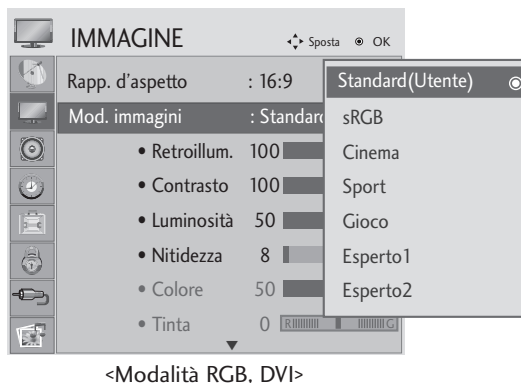 IMMAGINE Sposta OK
Rapp. d'aspetto : 16:9
Mod. immagini : Standard
• Retroillum. 100
• Contrasto 100
• Luminosità 50
• Nitidezza 8
• Colore 50
• Tinta 0 R G
Standard(Utente)
sRGB
Cinema
Sport
Gioco
Esperto1
Esperto2
<Modalità RGB, DVI>